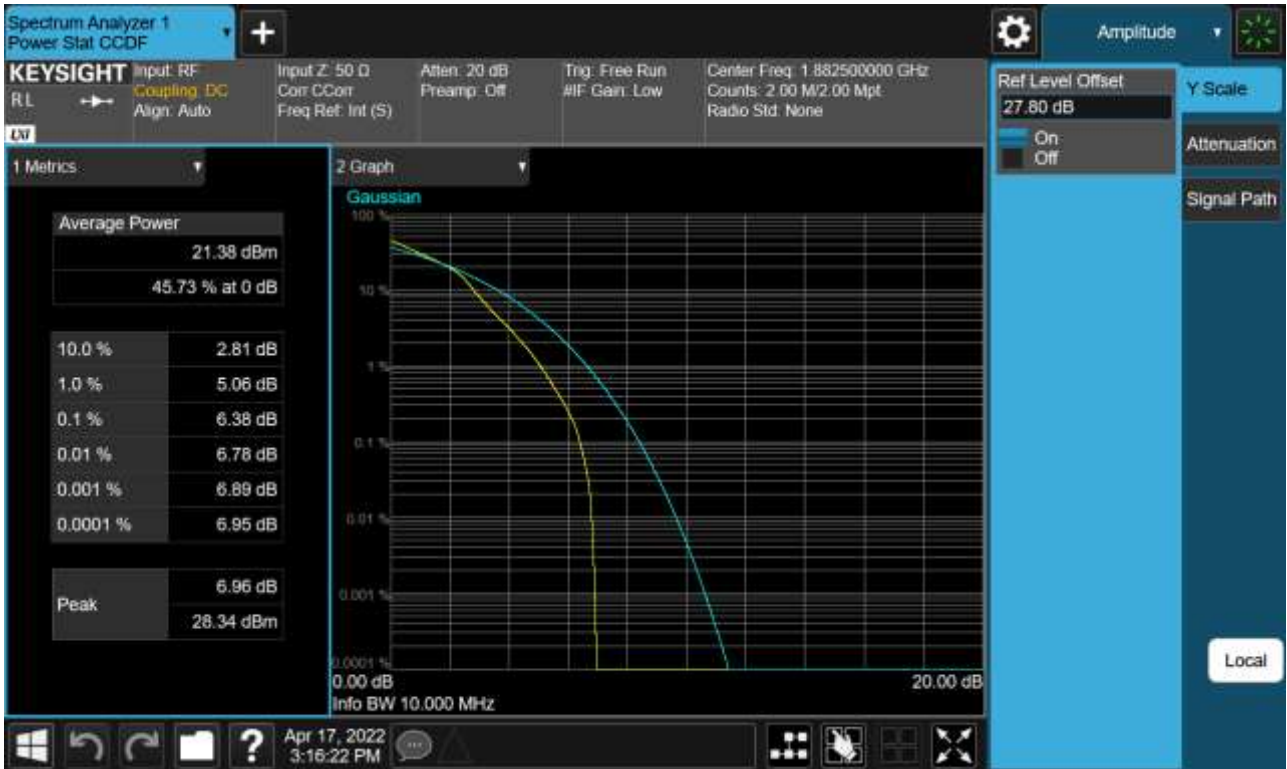 Spectrum Analyzer 1
Power Stat CCDF
+
Amplitude
KEYSIGHT
RL
LXI
Input: RF
Coupling: DC
Align: Auto
Input Z: 50 Ω
Corr CCorr
Freq Ref: Int (S)
Atten: 20 dB
Preamp: Off
Trig: Free Run
#IF Gain: Low
Center Freq: 1.882500000 GHz
Counts: 2.00 M/2.00 Mpt
Radio Std: None
Ref Level Offset
27.80 dB
On
Off
Y Scale
Attenuation
Signal Path
Local
1 Metrics
Average Power
21.38 dBm
45.73 % at 0 dB
10.0 % 2.81 dB
1.0 % 5.06 dB
0.1 % 6.38 dB
0.01 % 6.78 dB
0.001 % 6.89 dB
0.0001 % 6.95 dB
Peak
6.96 dB
28.34 dBm
2 Graph
Gaussian
100 %
10 %
1 %
0.1 %
0.01 %
0.001 %
0.0001 %
0.00 dB 20.00 dB
Info BW 10.000 MHz
?
Apr 17, 2022
3:16:22 PM